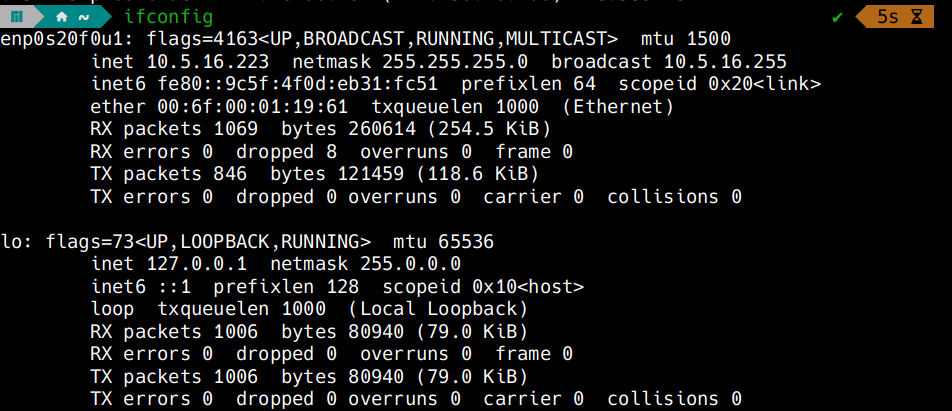 ~ ifconfig ✔ 5s
enp0s20f0u1: flags=4163<UP,BROADCAST,RUNNING,MULTICAST>  mtu 1500
        inet 10.5.16.223  netmask 255.255.255.0  broadcast 10.5.16.255
        inet6 fe80::9c5f:4f0d:eb31:fc51  prefixlen 64  scopeid 0x20<link>
        ether 00:6f:00:01:19:61  txqueuelen 1000  (Ethernet)
        RX packets 1069  bytes 260614 (254.5 KiB)
        RX errors 0  dropped 8  overruns 0  frame 0
        TX packets 846  bytes 121459 (118.6 KiB)
        TX errors 0  dropped 0 overruns 0  carrier 0  collisions 0

lo: flags=73<UP,LOOPBACK,RUNNING>  mtu 65536
        inet 127.0.0.1  netmask 255.0.0.0
        inet6 ::1  prefixlen 128  scopeid 0x10<host>
        loop  txqueuelen 1000  (Local Loopback)
        RX packets 1006  bytes 80940 (79.0 KiB)
        RX errors 0  dropped 0  overruns 0  frame 0
        TX packets 1006  bytes 80940 (79.0 KiB)
        TX errors 0  dropped 0 overruns 0  carrier 0  collisions 0